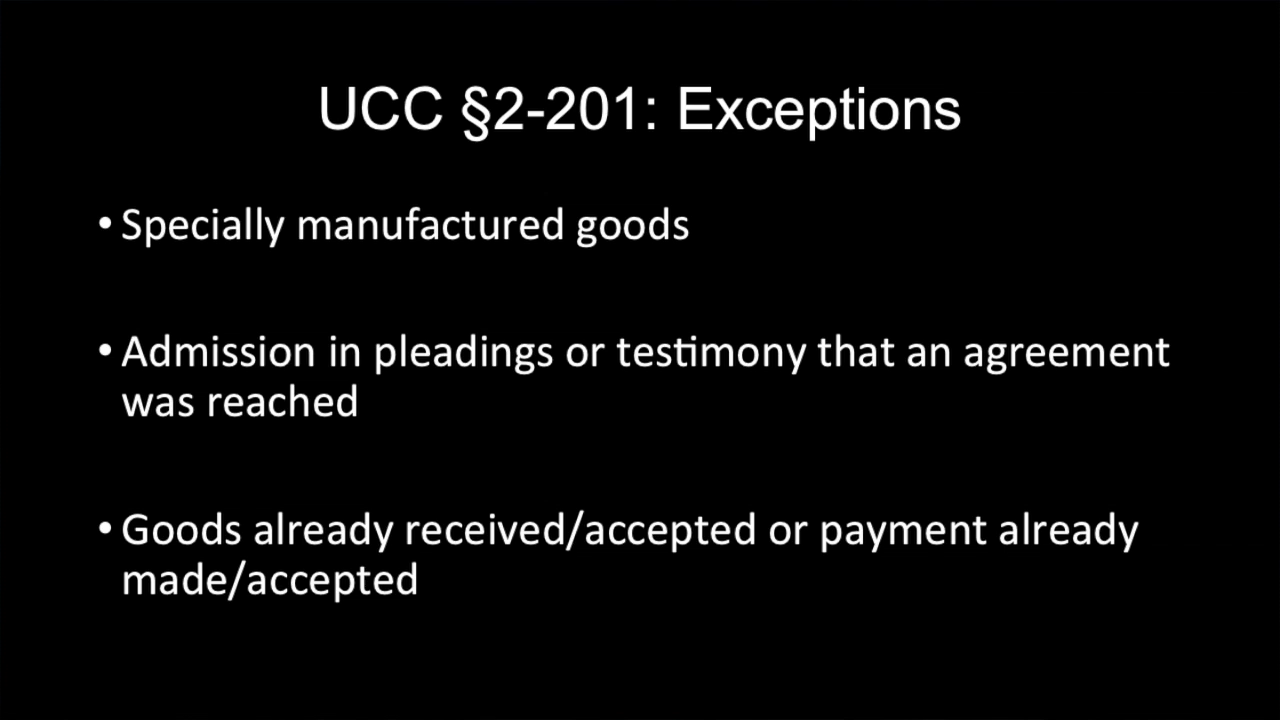 UCC §2-201: Exceptions
• Specially manufactured goods
• Admission in pleadings or testimony that an agreement
was reached
• Goods already received/accepted or payment already
made/accepted